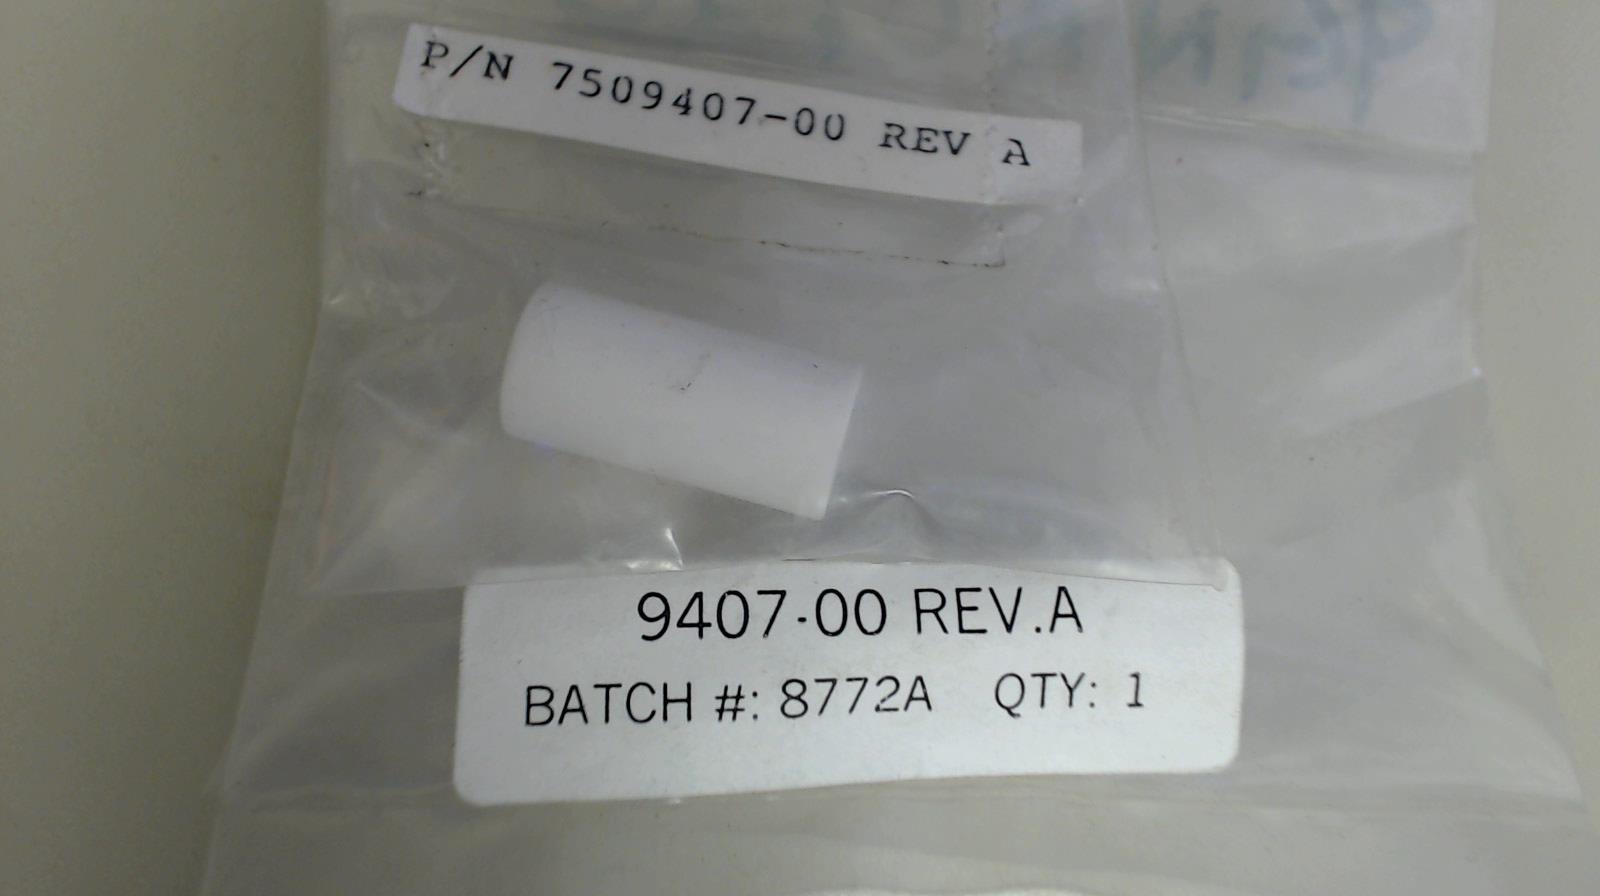 P/N 7509407-00 REV A
9407-00 REV.A
BATCH #: 8772A QTY: 1